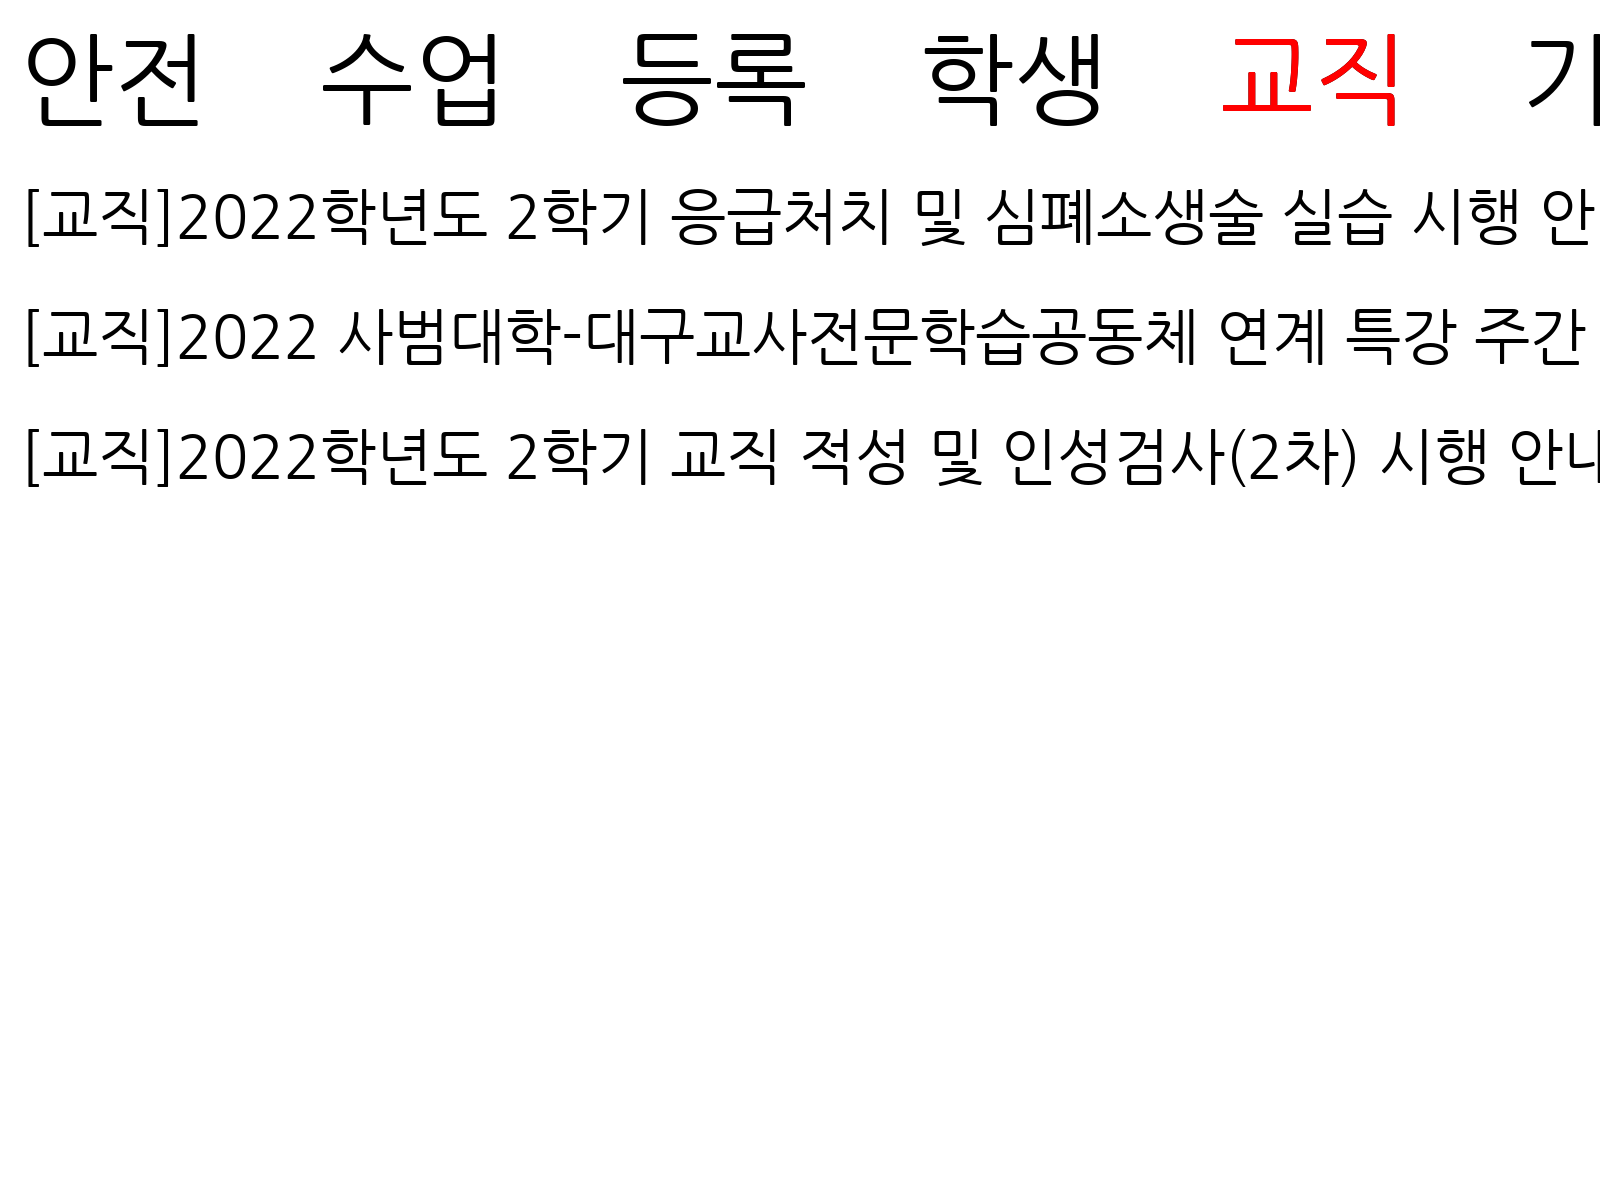 안전 수업 등록 학생 교직
[교직]2022학년도 2학기 응급처치 및 심폐소생술 실습 시행
[교직]2022 사범대학-대구교사전문학습공동체 연계 특강 주간
[교직]2022학년도 2학기 교직 적성 및 인성검사(2차) 시행 안내